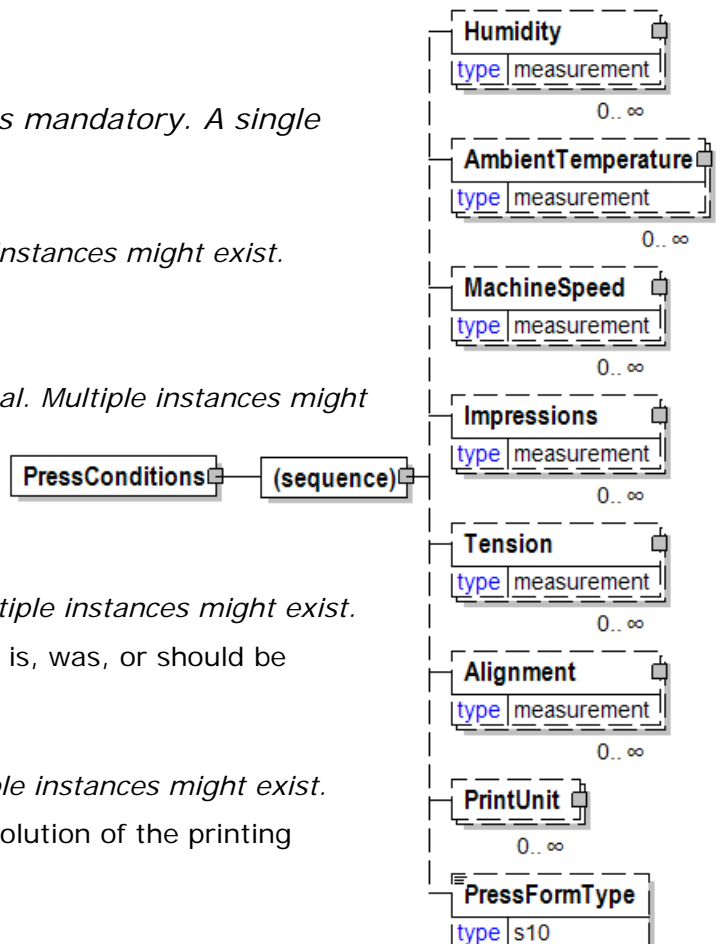 s mandatory. A single
nstances might exist.
al. Multiple instances might
tiple instances might exist.
is, was, or should be
ple instances might exist.
solution of the printing
PressConditions
(sequence)
Humidity
type measurement
0.. ∞
AmbientTemperature
type measurement
0.. ∞
MachineSpeed
type measurement
0.. ∞
Impressions
type measurement
0.. ∞
Tension
type measurement
0.. ∞
Alignment
type measurement
0.. ∞
PrintUnit
0.. ∞
PressFormType
type s10